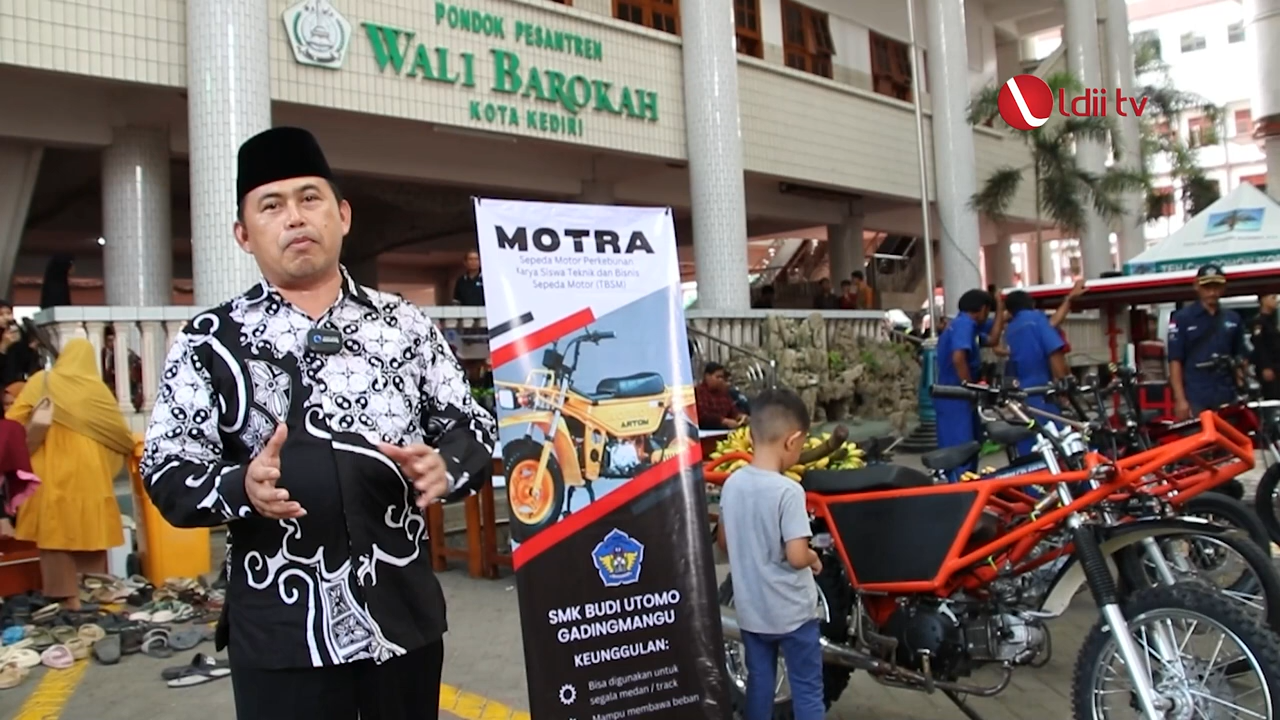 PONDOK PESANTREN
WALI BAROKAH
KOTA KEDIRI
ldii tv
MOTRA
Sepeda Motor Perkebunan
Karya Siswa Teknik dan Bisnis
Sepeda Motor (TBSM)
ARTOM
SMK BUDI UTOMO
GADINGMANGU
KEUNGGULAN:
Bisa digunakan untuk
segala medan / track
Mampu membawa beban